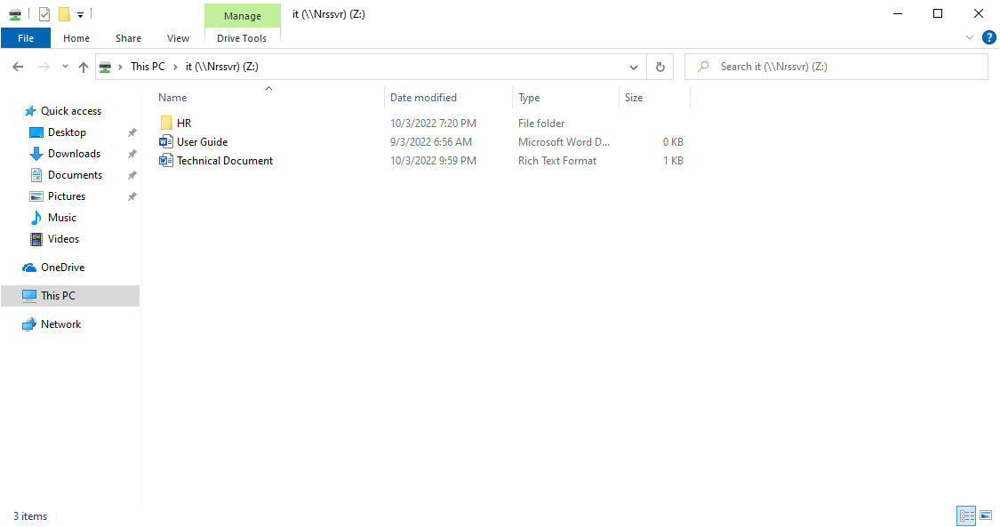 it (\\Nrssvr) (Z:)
Manage
File Home Share View Drive Tools
This PC > it (\\Nrssvr) (Z:)
Search it (\\Nrssvr) (Z:)
Name Date modified Type Size
HR 10/3/2022 7:20 PM File folder
User Guide 9/3/2022 6:56 AM Microsoft Word D... 0 KB
Technical Document 10/3/2022 9:59 PM Rich Text Format 1 KB
Quick access
Desktop
Downloads
Documents
Pictures
Music
Videos
OneDrive
This PC
Network
3 items